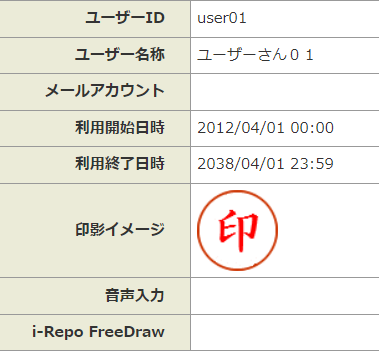 ユーザーID user01
ユーザー名称 ユーザーさん０１
メールアカウント
利用開始日時 2012/04/01 00:00
利用終了日時 2038/04/01 23:59
印影イメージ 印
音声入力
i-Repo FreeDraw